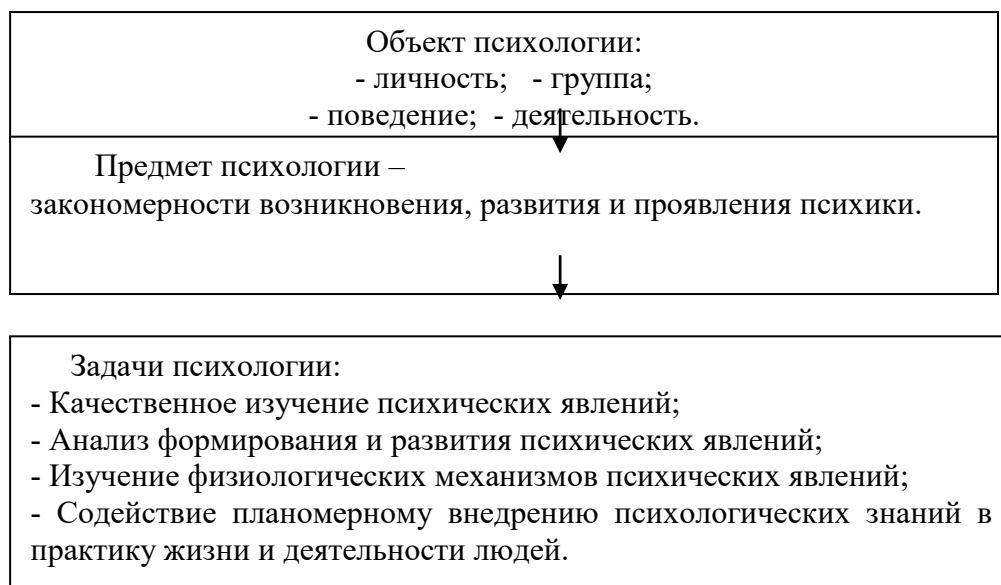 Объект психологии:
- личность; - группа;
- поведение; - деятельность.
Предмет психологии –
закономерности возникновения, развития и проявления психики.
Задачи психологии:
- Качественное изучение психических явлений;
- Анализ формирования и развития психических явлений;
- Изучение физиологических механизмов психических явлений;
- Содействие планомерному внедрению психологических знаний в
практику жизни и деятельности людей.